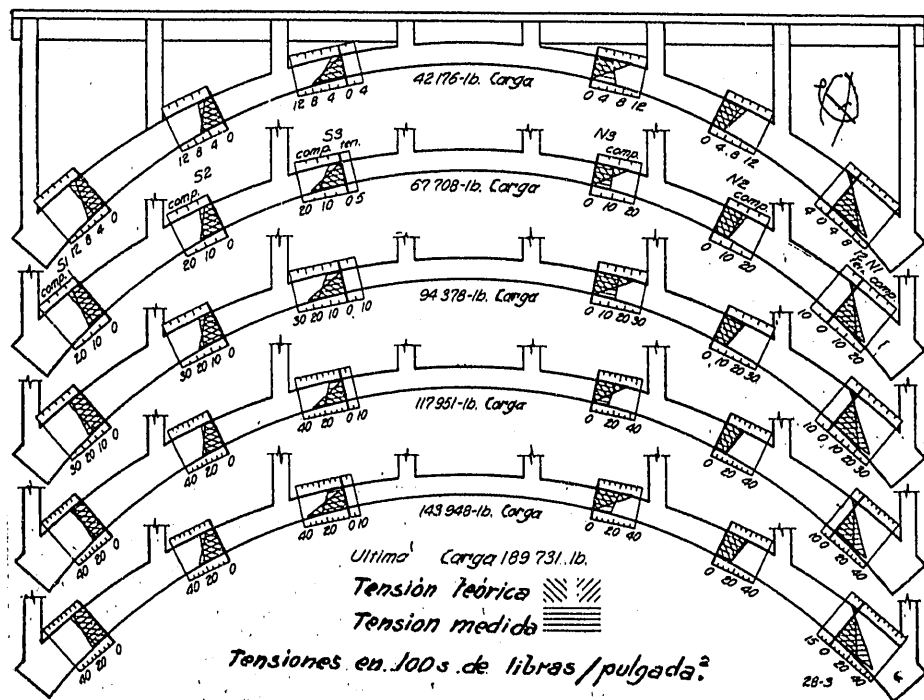 42176-lb. Carga
12 8 4 0 4
0 4 8 12
12 8 4 0
0 4 8 12
12 8 4 0
4 0 4 8 12
S3
comp. ten.
N3
comp.
S2
comp.
N2
comp.
S1
comp.
N1
ten. comp.
67708-lb. Carga
20 10 0 5
0 10 20
20 10 0
0 10 20
20 10 0
10 0 10 20
94378-lb. Carga
30 20 10 0 10
0 10 20 30
30 20 10 0
0 10 20 30
30 20 10 0
10 0 10 20 30
117951-lb. Carga
40 20 0 10
0 20 40
40 20 0
0 20 40
40 20 0
10 0 20 40
143948-lb. Carga
40 20 0 10
0 20 40
40 20 0
0 20 40
40 20 0
15 0 20 40
Ultima Carga 189731.lb.
Tensión teórica
Tension medida
Tensiones en 100s de libras/pulgada²
28-3